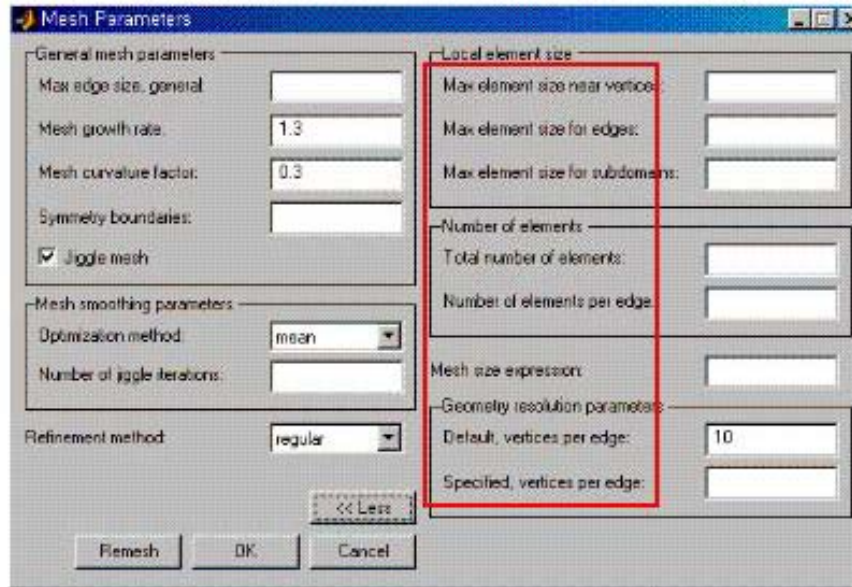 Mesh Parameters
General mesh parameters
Max edge size, general
Mesh growth rate:
1.3
Mesh curvature factor:
0.3
Symmetry boundaries:
Jiggle mesh
Mesh smoothing parameters
Optimization method:
mean
Number of jiggle iterations:
Refinement method:
regular
<< Less
Remesh
OK
Cancel
Local element size
Max element size near vertices:
Max element size for edges:
Max element size for subdomains:
Number of elements
Total number of elements:
Number of elements per edge:
Mesh size expression:
Geometry resolution parameters
Default, vertices per edge:
10
Specified, vertices per edge: